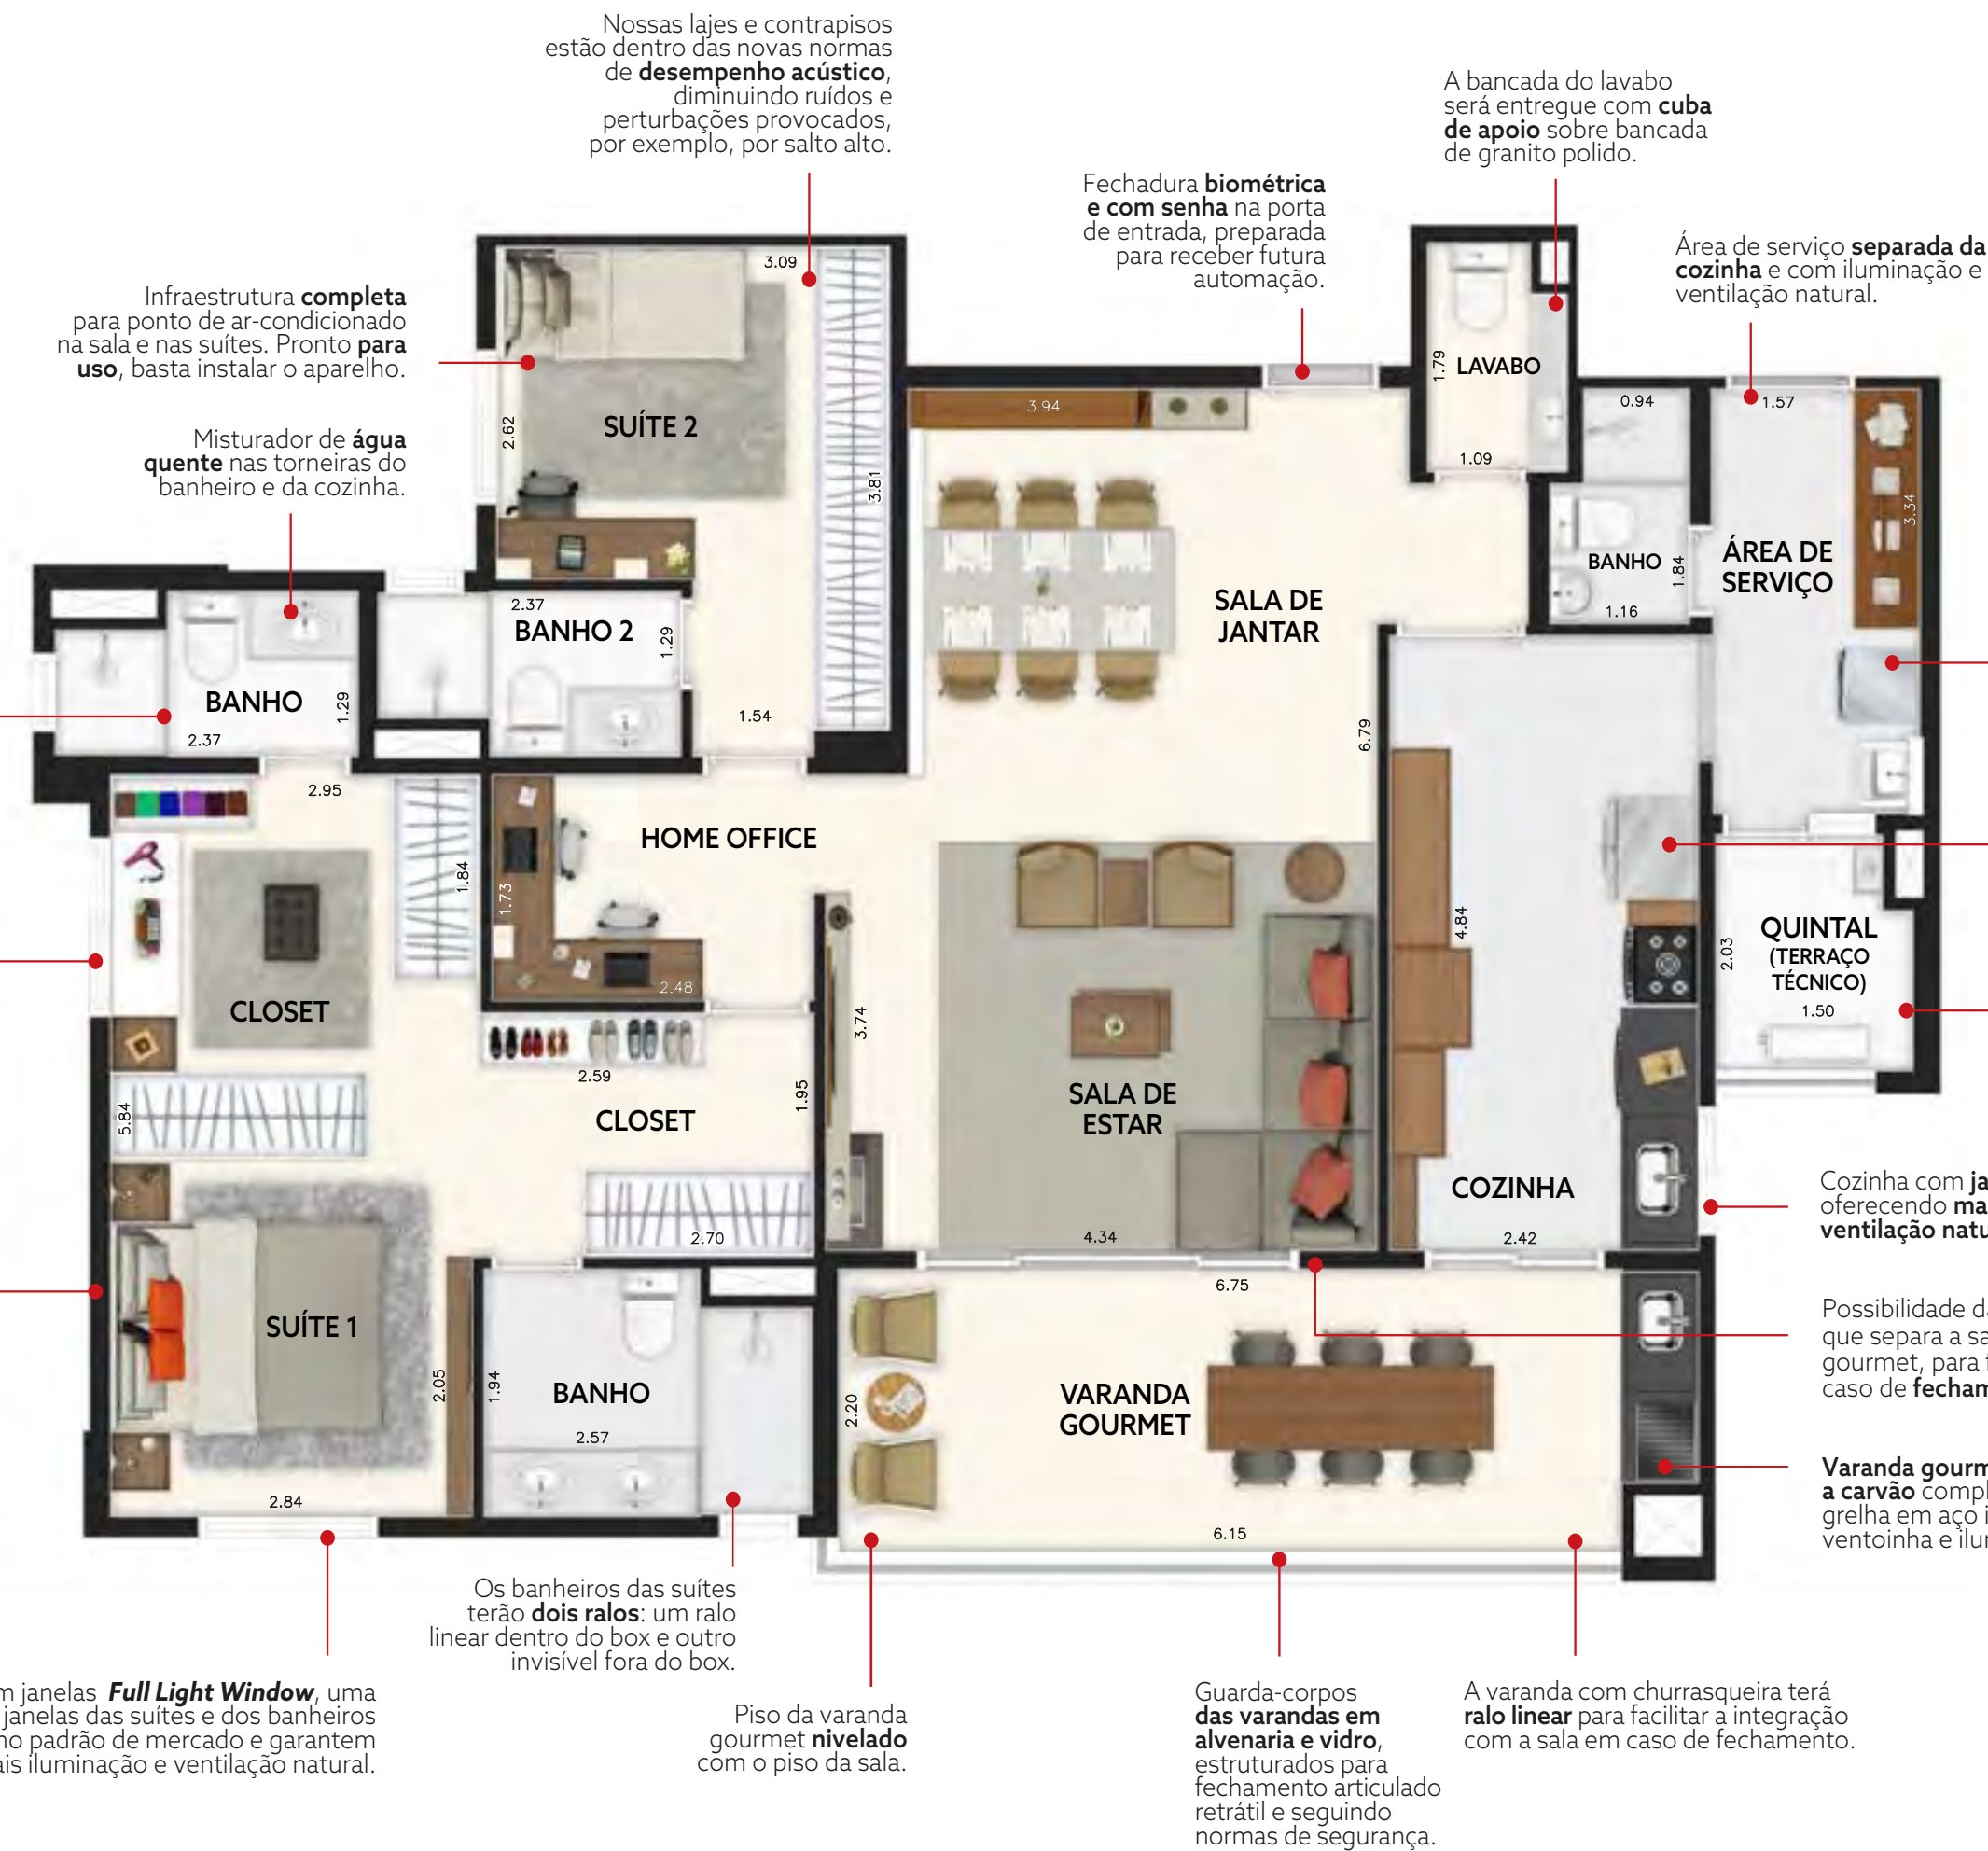 Nossas lajes e contrapisos
estão dentro das novas normas
de desempenho acústico,
diminuindo ruídos e
perturbações provocados,
por exemplo, por salto alto.
A bancada do lavabo
será entregue com cuba
de apoio sobre bancada
de granito polido.
Fechadura biométrica
e com senha na porta
de entrada, preparada
para receber futura
automação.
Área de serviço separada da
cozinha e com iluminação e
ventilação natural.
Infraestrutura completa
para ponto de ar-condicionado
na sala e nas suítes. Pronto para
uso, basta instalar o aparelho.
Misturador de água
quente nas torneiras do
banheiro e da cozinha.
3.09
2.62
SUÍTE 2
3.81
1.54
3.94
1.79
LAVABO
1.09
0.94
BANHO
1.84
1.16
1.57
3.34
ÁREA DE
SERVIÇO
2.37
BANHO 2
1.29
BANHO
1.29
2.37
SALA DE
JANTAR
6.79
2.95
1.84
CLOSET
5.84
HOME OFFICE
1.73
2.48
2.59
1.95
CLOSET
2.70
3.74
SALA DE
ESTAR
4.34
4.84
COZINHA
2.42
QUINTAL
(TERRAÇO
TÉCNICO)
2.03
1.50
SUÍTE 1
2.05
2.84
1.94
BANHO
2.57
6.75
2.20
VARANDA
GOURMET
6.15
Cozinha com ja
oferecendo ma
ventilação natu
Possibilidade d
que separa a sa
gourmet, para
caso de fecham
Varanda gourm
a carvão compl
grelha em aço i
ventoinha e ilu
Os banheiros das suítes
terão dois ralos: um ralo
linear dentro do box e outro
invisível fora do box.
m janelas Full Light Window, uma
janelas das suítes e dos banheiros
no padrão de mercado e garantem
ais iluminação e ventilação natural.
Piso da varanda
gourmet nivelado
com o piso da sala.
Guarda-corpos
das varandas em
alvenaria e vidro,
estruturados para
fechamento articulado
retrátil e seguindo
normas de segurança.
A varanda com churrasqueira terá
ralo linear para facilitar a integração
com a sala em caso de fechamento.